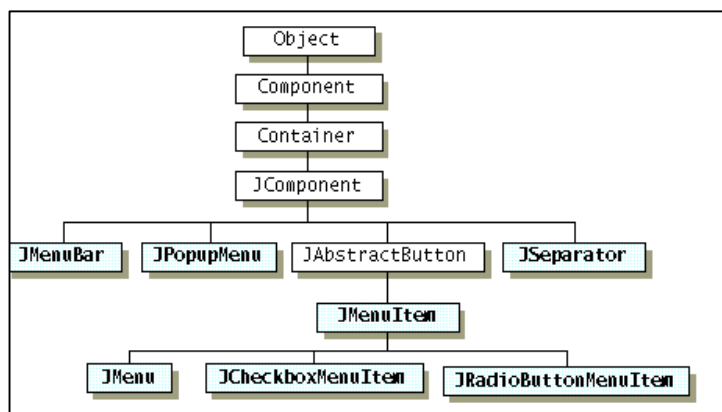 Object
Component
Container
JComponent
JMenuBar JPopupMenu JAbstractButton JSeparator
JMenuItem
JMenu JCheckboxMenuItem JRadioButtonMenuItem